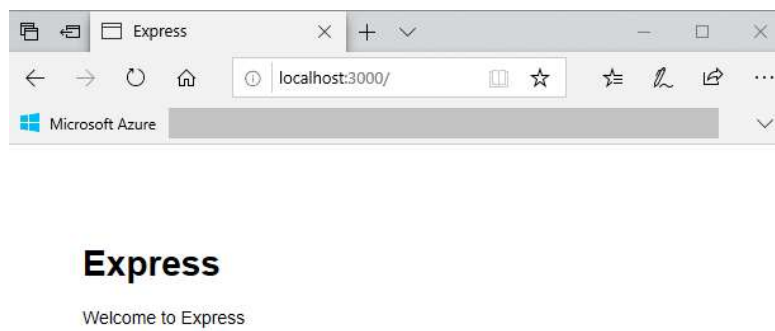 Express
localhost:3000/
Microsoft Azure
Express
Welcome to Express